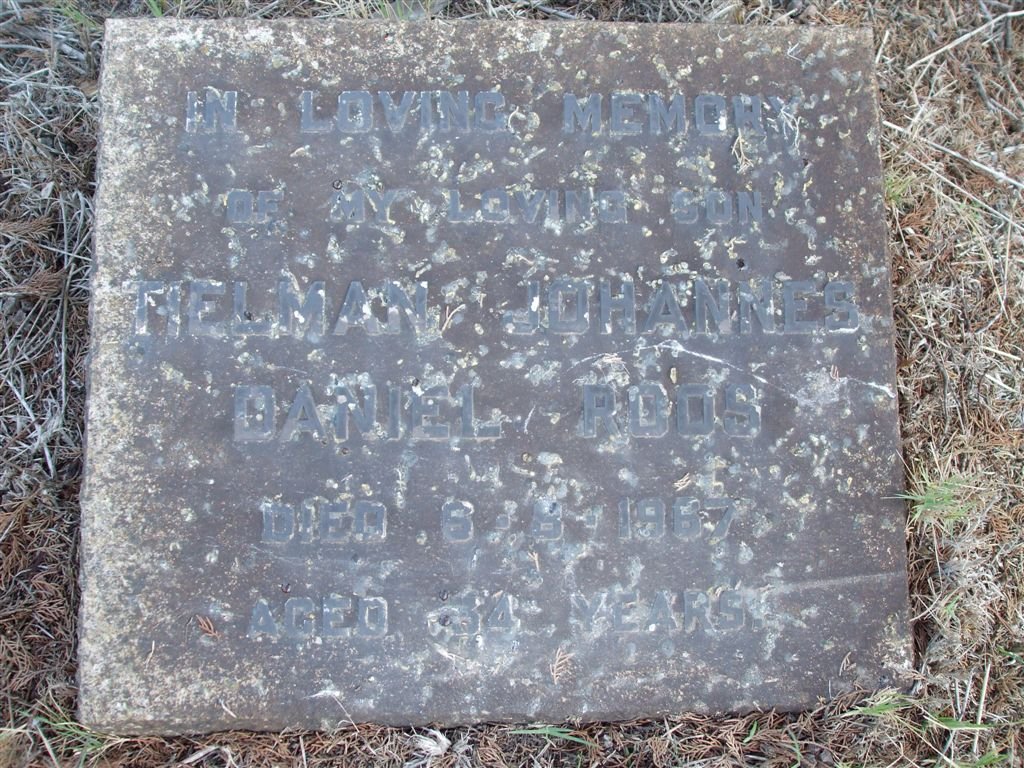 IN LOVING MEMORY
OF MY LOVING SON
TIELMAN JOHANNES
DANIEL ROOS
DIED 6·6·1967
AGED 34 YEARS.